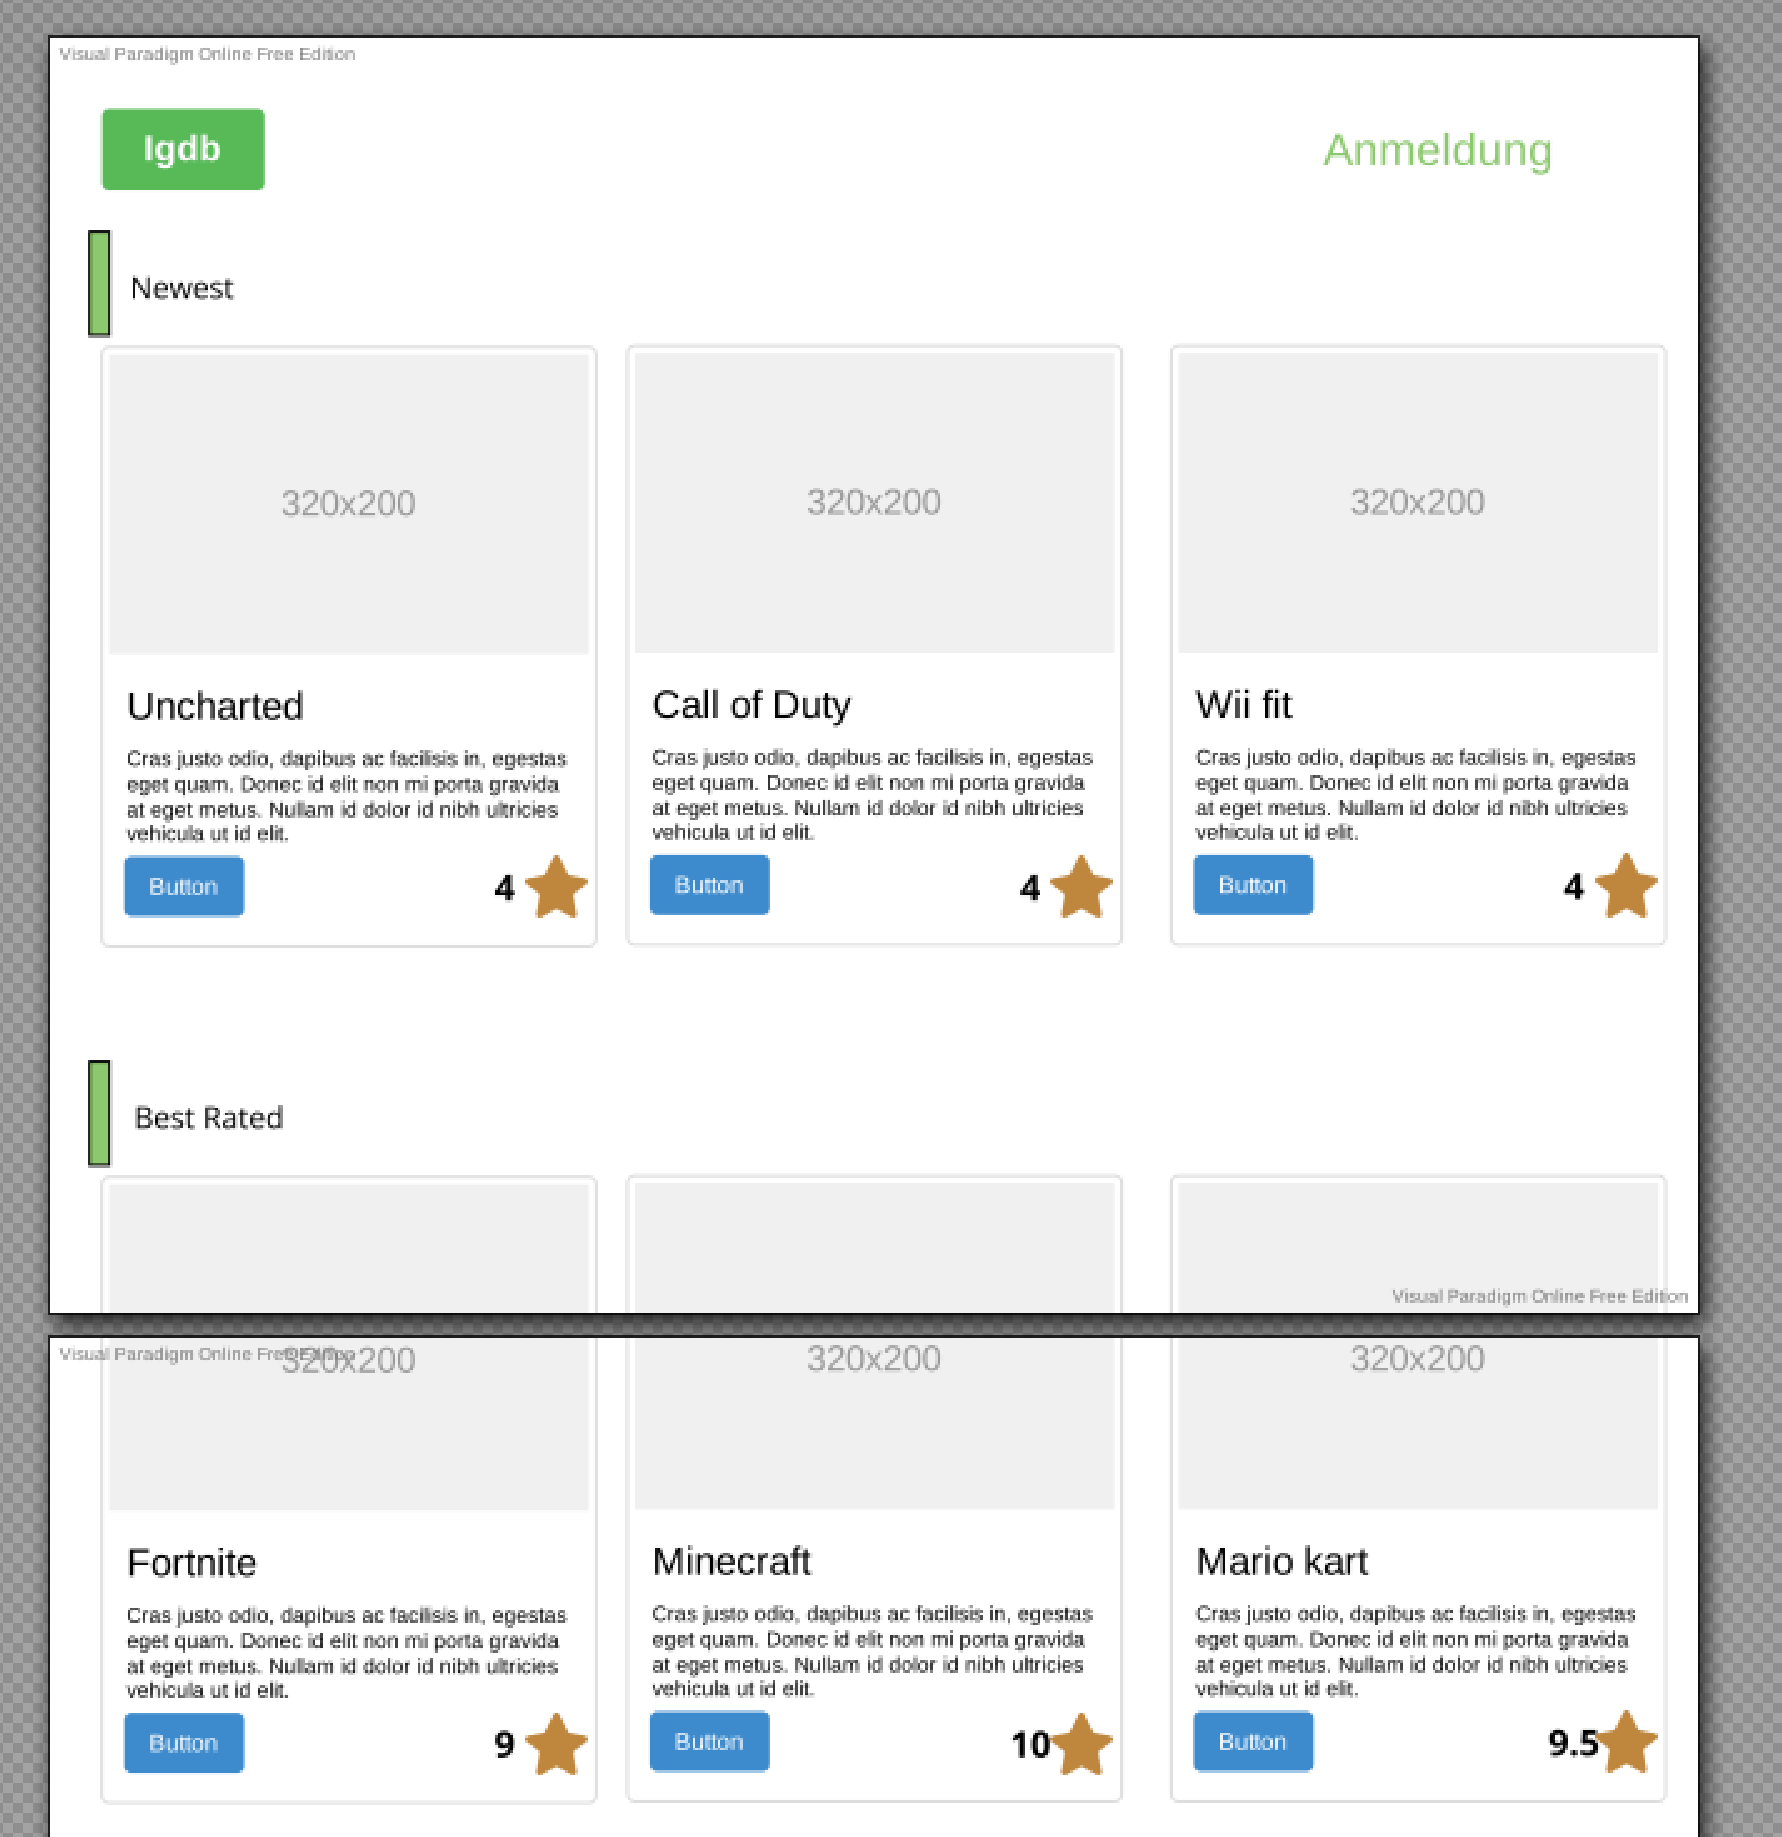 Visual Paradigm Online Free Edition
Igdb
Anmeldung
Newest
320x200
320x200
320x200
Uncharted
Call of Duty
Wii fit
Cras justo odio, dapibus ac facilisis in, egestas
eget quam. Donec id elit non mi porta gravida
at eget metus. Nullam id dolor id nibh ultricies
vehicula ut id elit.
Cras justo odio, dapibus ac facilisis in, egestas
eget quam. Donec id elit non mi porta gravida
at eget metus. Nullam id dolor id nibh ultricies
vehicula ut id elit.
Cras justo odio, dapibus ac facilisis in, egestas
eget quam. Donec id elit non mi porta gravida
at eget metus. Nullam id dolor id nibh ultricies
vehicula ut id elit.
Button
4
Button
4
Button
4
Best Rated
Visual Paradigm Online Free Edition
Visual Paradigm Online Free Edition
320x200
320x200
320x200
Fortnite
Minecraft
Mario kart
Cras justo odio, dapibus ac facilisis in, egestas
eget quam. Donec id elit non mi porta gravida
at eget metus. Nullam id dolor id nibh ultricies
vehicula ut id elit.
Cras justo odio, dapibus ac facilisis in, egestas
eget quam. Donec id elit non mi porta gravida
at eget metus. Nullam id dolor id nibh ultricies
vehicula ut id elit.
Cras justo odio, dapibus ac facilisis in, egestas
eget quam. Donec id elit non mi porta gravida
at eget metus. Nullam id dolor id nibh ultricies
vehicula ut id elit.
Button
9
Button
10
Button
9.5